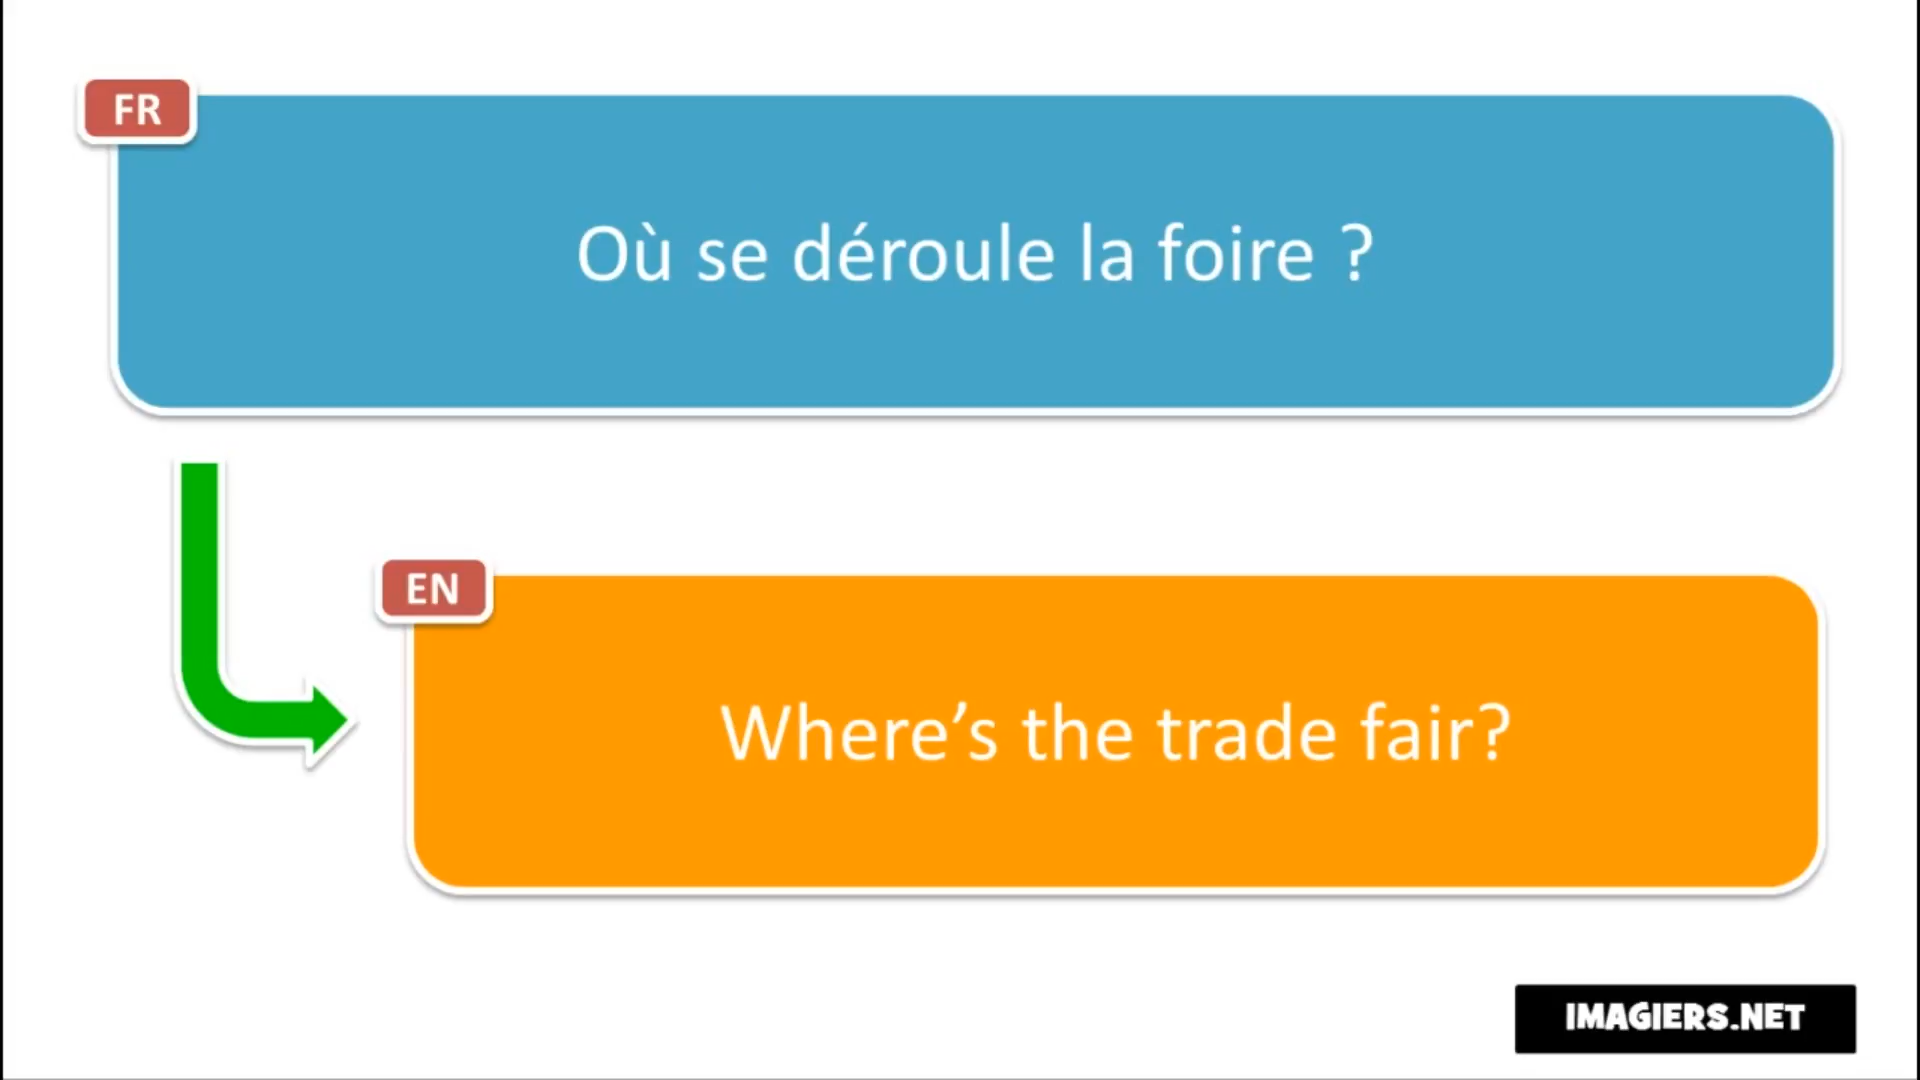 FR
Où se déroule la foire ?
EN
Where’s the trade fair?
IMAGIERS.NET